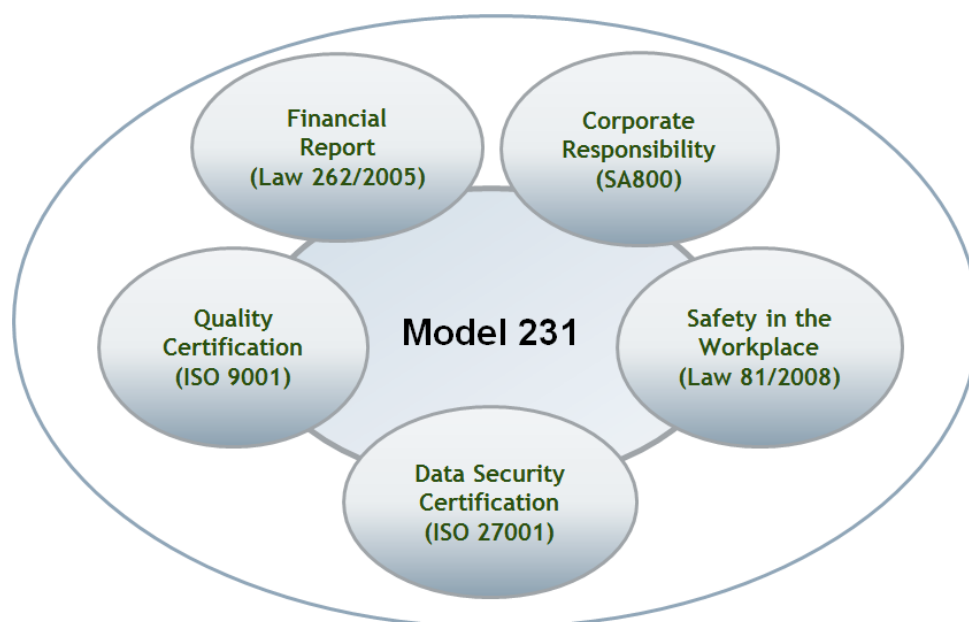 Financial
Report
(Law 262/2005)
Corporate
Responsibility
(SA800)
Quality
Certification
(ISO 9001)
Model 231
Safety in the
Workplace
(Law 81/2008)
Data Security
Certification
(ISO 27001)